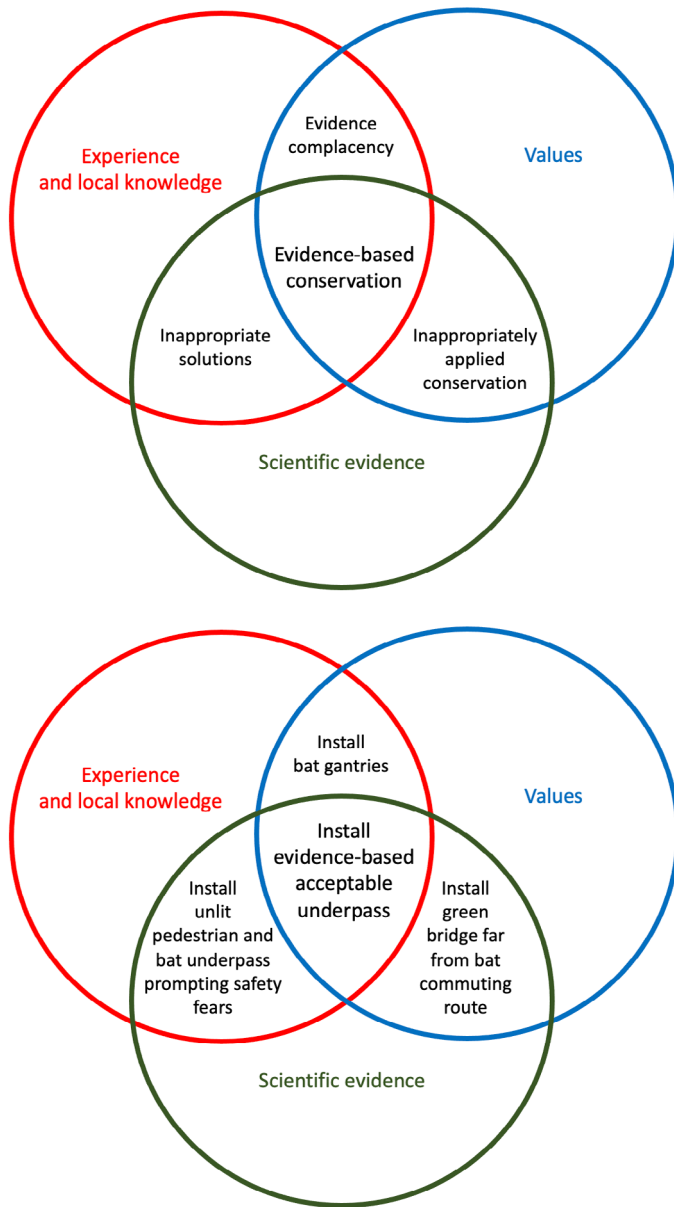 Evidence
complacency
Experience
and local knowledge
Values
Evidence-based
conservation
Inappropriate
solutions
Inappropriately
applied
conservation
Scientific evidence
Install
bat gantries
Experience
and local knowledge
Values
Install
evidence-based
acceptable
underpass
Install
unlit
pedestrian and
bat underpass
prompting safety
fears
Install
green
bridge far
from bat
commuting
route
Scientific evidence